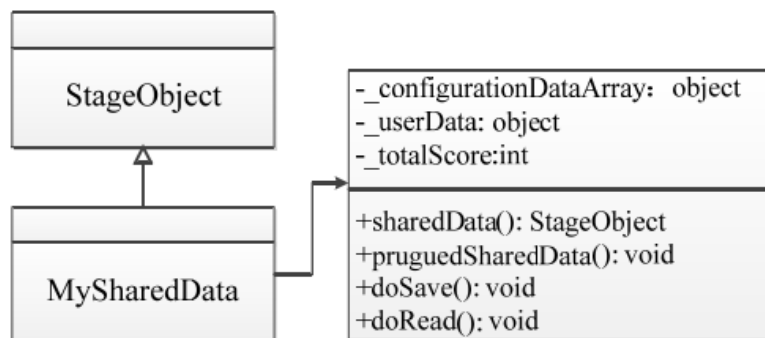 StageObject
MySharedData
-_configurationDataArray: object
-_userData: object
-_totalScore:int
+sharedData(): StageObject
+pruguedSharedData(): void
+doSave(): void
+doRead(): void